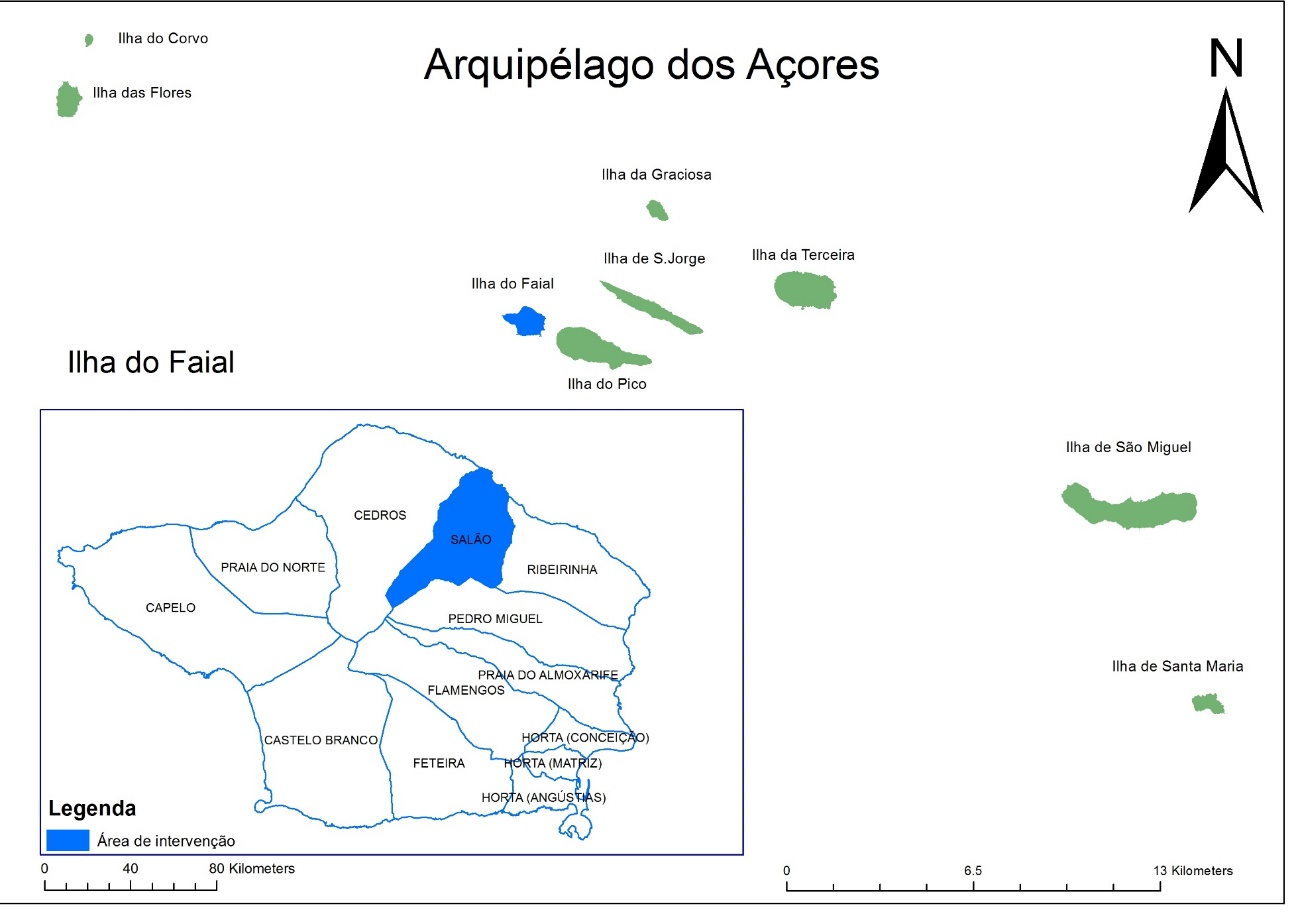 Ilha do Corvo
Arquipélago dos Açores
N
Ilha das Flores
Ilha da Graciosa
Ilha de S.Jorge
Ilha da Terceira
Ilha do Faial
Ilha do Pico
Ilha de São Miguel
Ilha de Santa Maria
Ilha do Faial
CEDROS
SALÃO
PRAIA DO NORTE
RIBEIRINHA
CAPELO
PEDRO MIGUEL
PRAIA DO ALMOXARIFE
FLAMENGOS
CASTELO BRANCO
HORTA (CONCEIÇÃO)
FETEIRA
HORTA (MATRIZ)
HORTA (ANGÚSTIAS)
Legenda
Área de intervenção
0 40 80 Kilometers
0 6.5 13 Kilometers